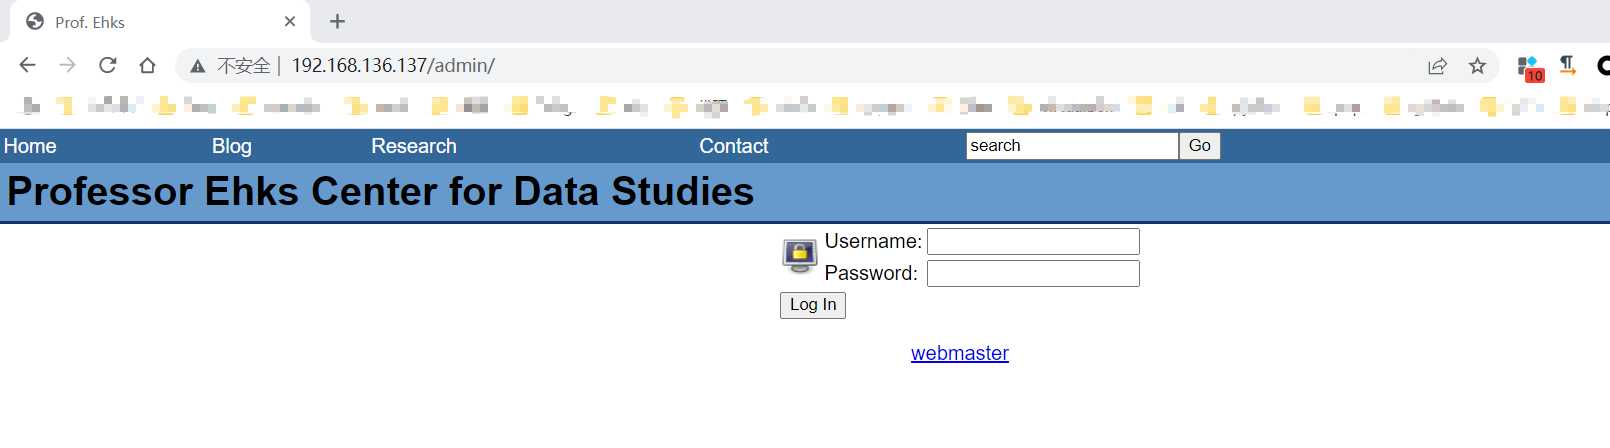 Prof. Ehks
不安全 | 192.168.136.137/admin/
10
Home Blog Research Contact search Go
Professor Ehks Center for Data Studies
Username:
Password:
Log In
webmaster